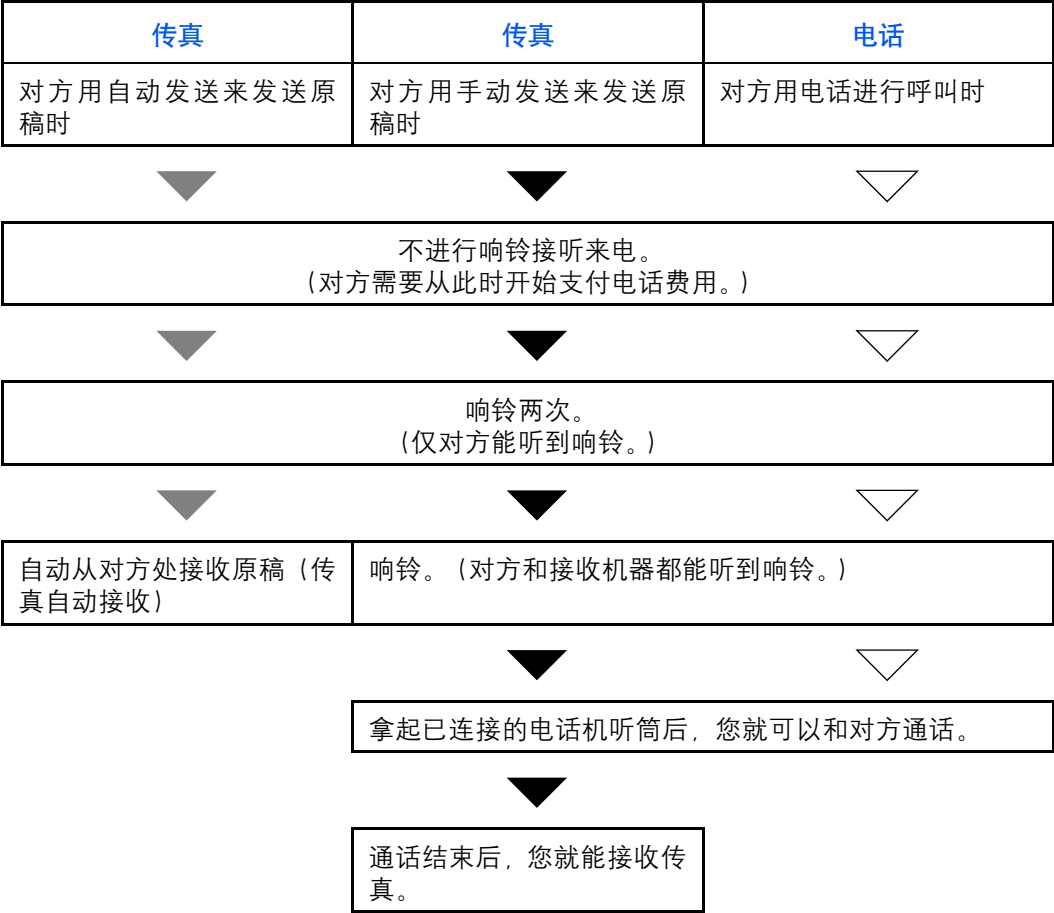 传真
传真
电话
对方用自动发送来发送原
稿时
对方用手动发送来发送原
稿时
对方用电话进行呼叫时
不进行响铃接听来电。
(对方需要从此时开始支付电话费用。)
响铃两次。
(仅对方能听到响铃。)
自动从对方处接收原稿(传
真自动接收)
响铃。(对方和接收机器都能听到响铃。)
拿起已连接的电话机听筒后,您就可以和对方通话。
通话结束后,您就能接收传
真。